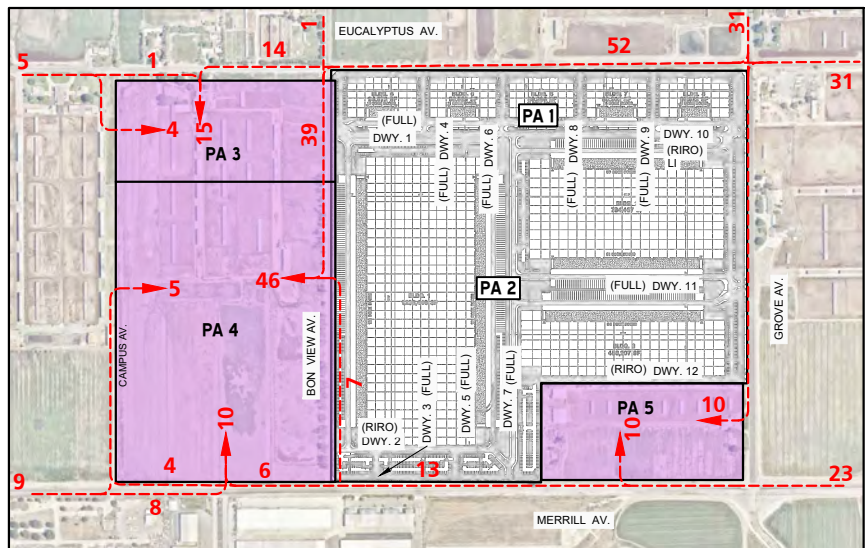 EUCALYPTUS AV.
1
31
52
14
5
1
31
PA 1
(FULL)
DWY. 1
DWY. 4
(FULL)
DWY. 6
(FULL)
DWY. 8
(FULL)
DWY. 9
(FULL)
DWY. 10
(RIRO)
LI
4
15
39
PA 3
5
46
PA 2
(FULL) DWY. 11
PA 4
CAMPUS AV.
BON VIEW AV.
GROVE AV.
7
(RIRO) DWY. 12
(RIRO)
DWY. 2
DWY. 3 (FULL)
DWY. 5 (FULL)
DWY. 7 (FULL)
PA 5
10
10
10
9
4
6
13
23
8
MERRILL AV.